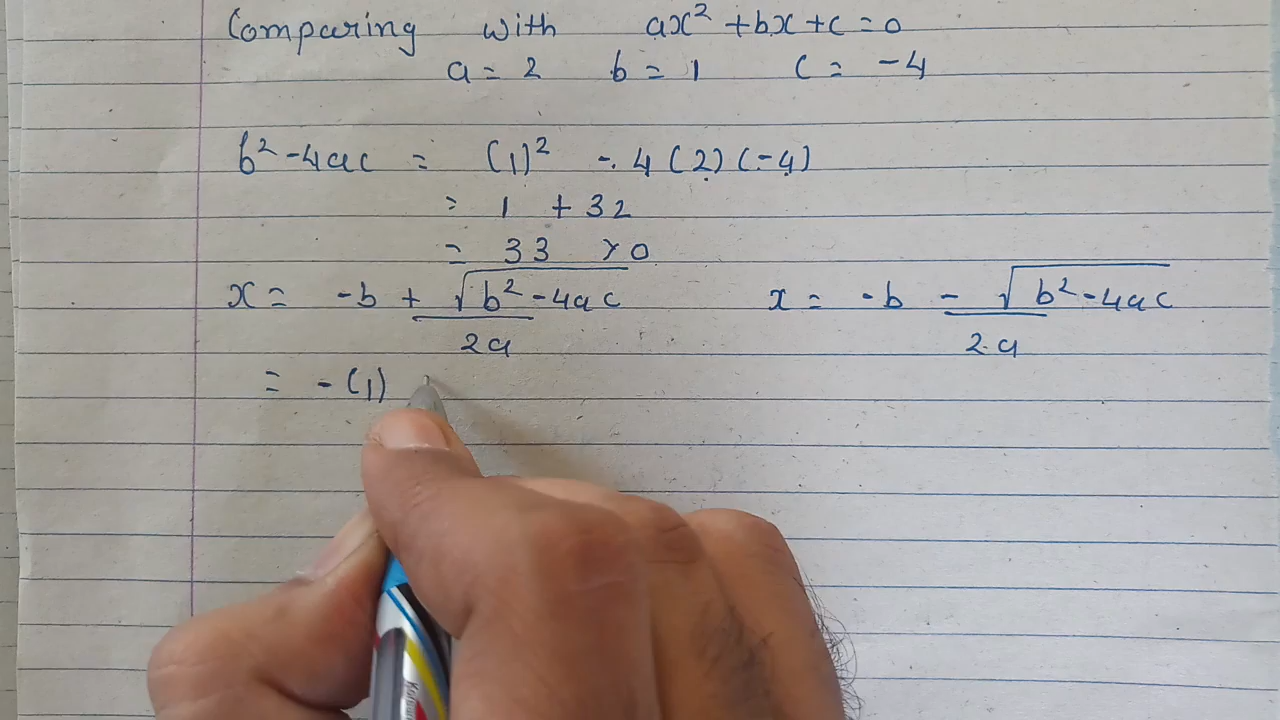 Comparing with ax² + bx + c = 0
a = 2 b = 1 c = -4
b² - 4ac = (1)² - 4(2)(-4)
= 1 + 32
= 33 > 0
x = -b + √b² - 4ac x = -b - √b² - 4ac
2a 2a
= -(1)